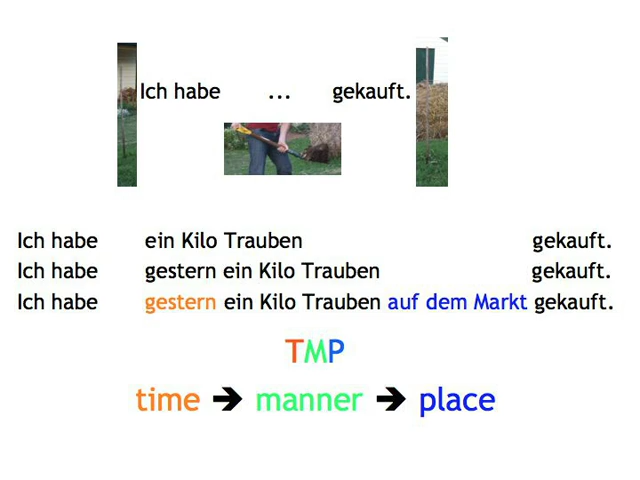 Ich habe ... gekauft.
Ich habe ein Kilo Trauben gekauft.
Ich habe gestern ein Kilo Trauben gekauft.
Ich habe gestern ein Kilo Trauben auf dem Markt gekauft.
TMP
time ➔ manner ➔ place